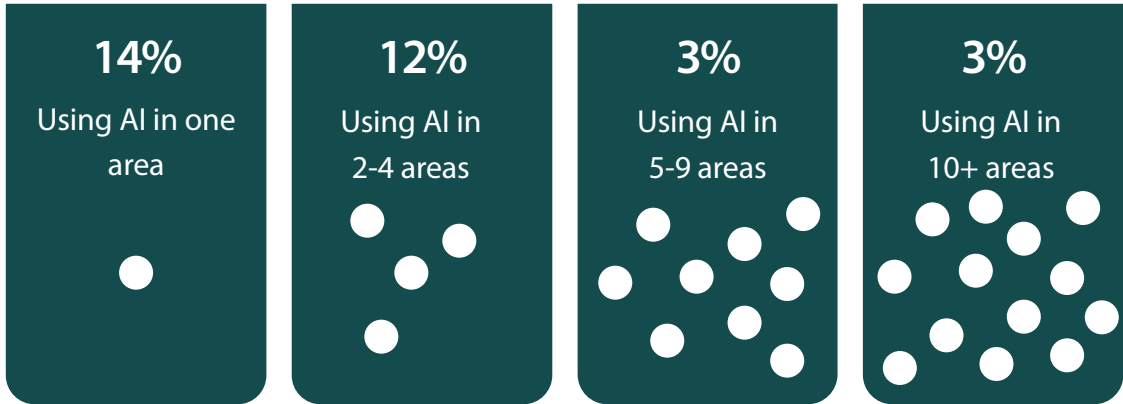 14%
Using AI in one
area
12%
Using AI in
2-4 areas
3%
Using AI in
5-9 areas
3%
Using AI in
10+ areas